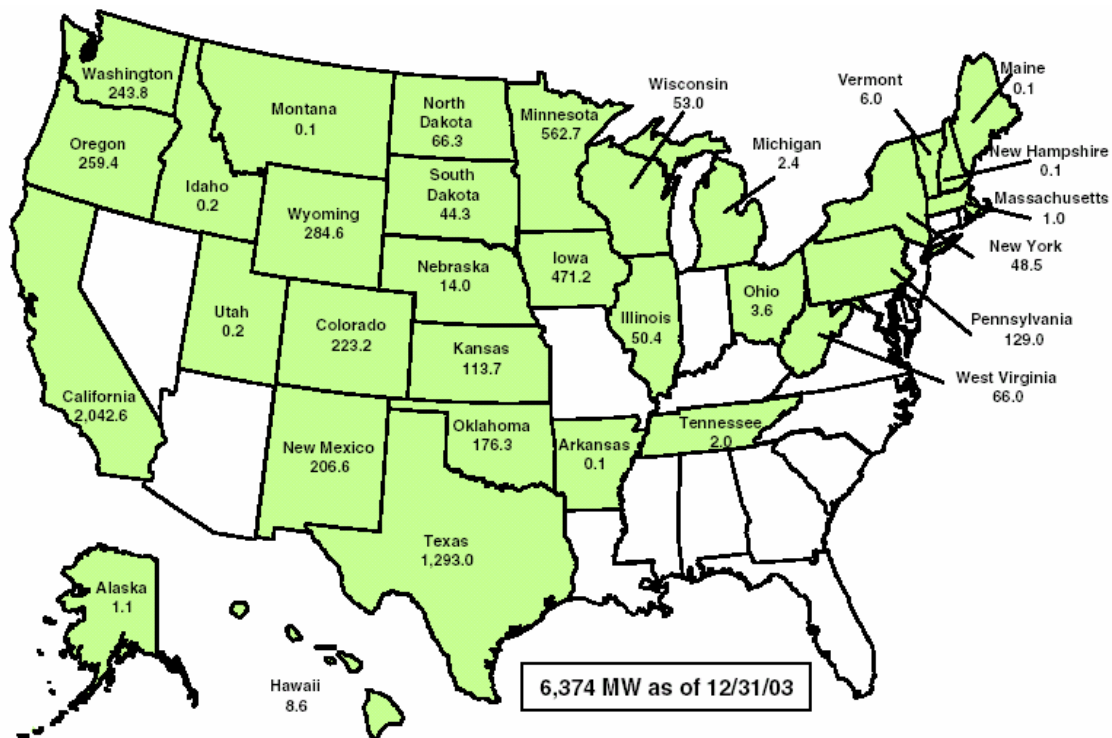 Washington
243.8
Oregon
259.4
Idaho
0.2
Montana
0.1
Wyoming
284.6
North
Dakota
66.3
South
Dakota
44.3
Nebraska
14.0
Minnesota
562.7
Iowa
471.2
Wisconsin
53.0
Michigan
2.4
Vermont
6.0
Maine
0.1
New Hampshire
0.1
Massachusetts
1.0
New York
48.5
Pennsylvania
129.0
West Virginia
66.0
Ohio
3.6
Illinois
50.4
Utah
0.2
Colorado
223.2
Kansas
113.7
California
2,042.6
New Mexico
206.6
Oklahoma
176.3
Arkansas
0.1
Tennessee
2.0
Texas
1,293.0
Alaska
1.1
Hawaii
8.6
6,374 MW as of 12/31/03